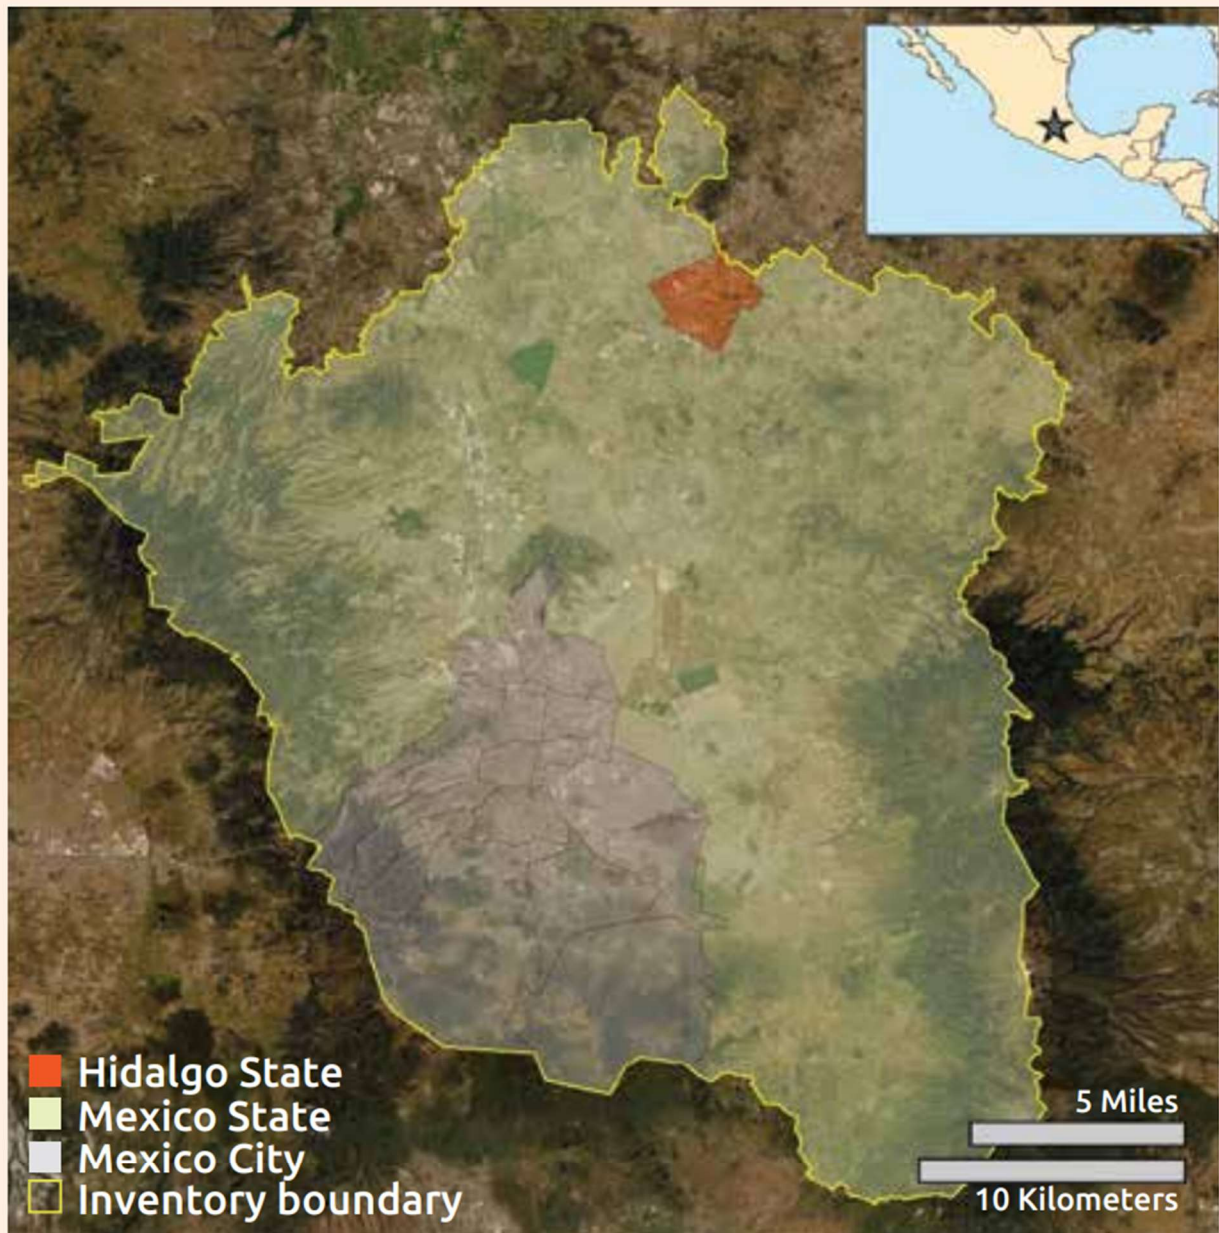 Hidalgo State
Mexico State
Mexico City
Inventory boundary
5 Miles
10 Kilometers